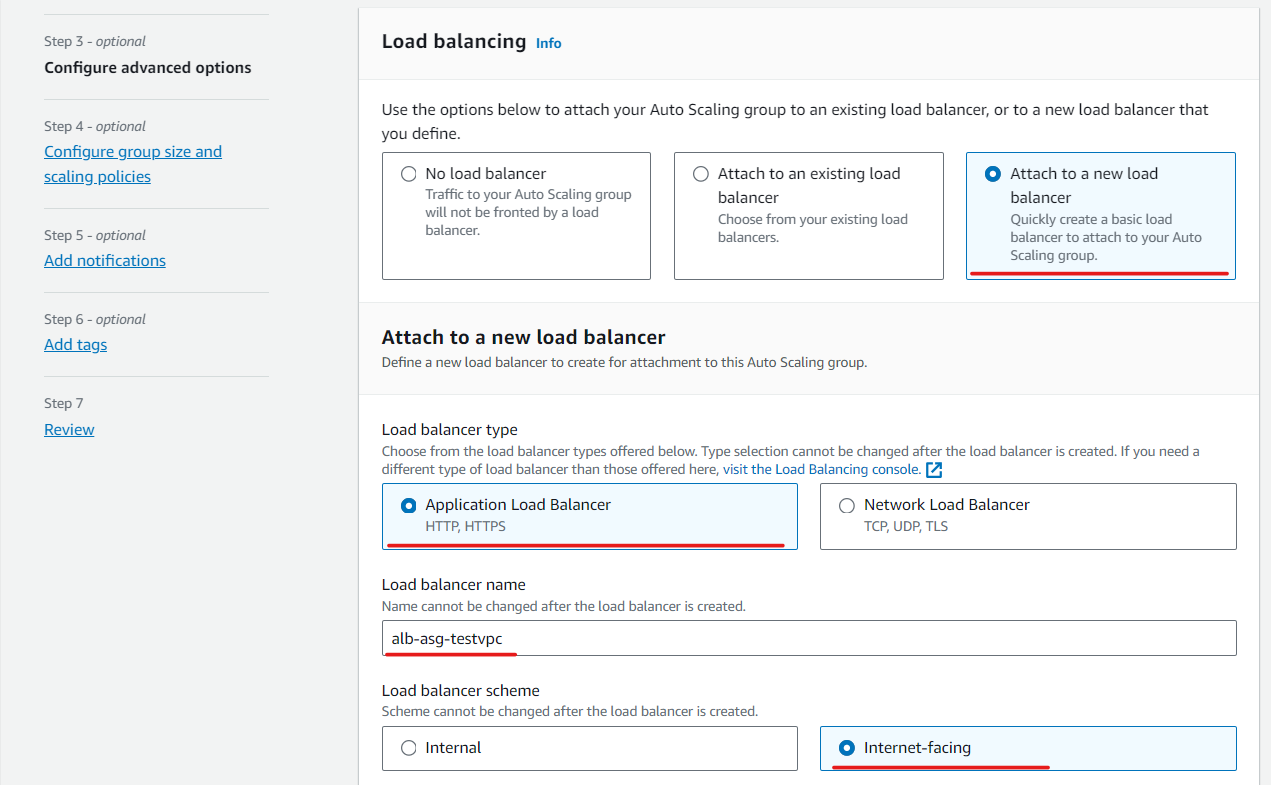 Step 3 - optional
Configure advanced options
Step 4 - optional
Configure group size and
scaling policies
Step 5 - optional
Add notifications
Step 6 - optional
Add tags
Step 7
Review
Load balancing Info
Use the options below to attach your Auto Scaling group to an existing load balancer, or to a new load balancer that
you define.
No load balancer
Traffic to your Auto Scaling group
will not be fronted by a load
balancer.
Attach to an existing load
balancer
Choose from your existing load
balancers.
Attach to a new load
balancer
Quickly create a basic load
balancer to attach to your Auto
Scaling group.
Attach to a new load balancer
Define a new load balancer to create for attachment to this Auto Scaling group.
Load balancer type
Choose from the load balancer types offered below. Type selection cannot be changed after the load balancer is created. If you need a
different type of load balancer than those offered here, visit the Load Balancing console.
Application Load Balancer
HTTP, HTTPS
Network Load Balancer
TCP, UDP, TLS
Load balancer name
Name cannot be changed after the load balancer is created.
alb-asg-testvpc
Load balancer scheme
Scheme cannot be changed after the load balancer is created.
Internal
Internet-facing